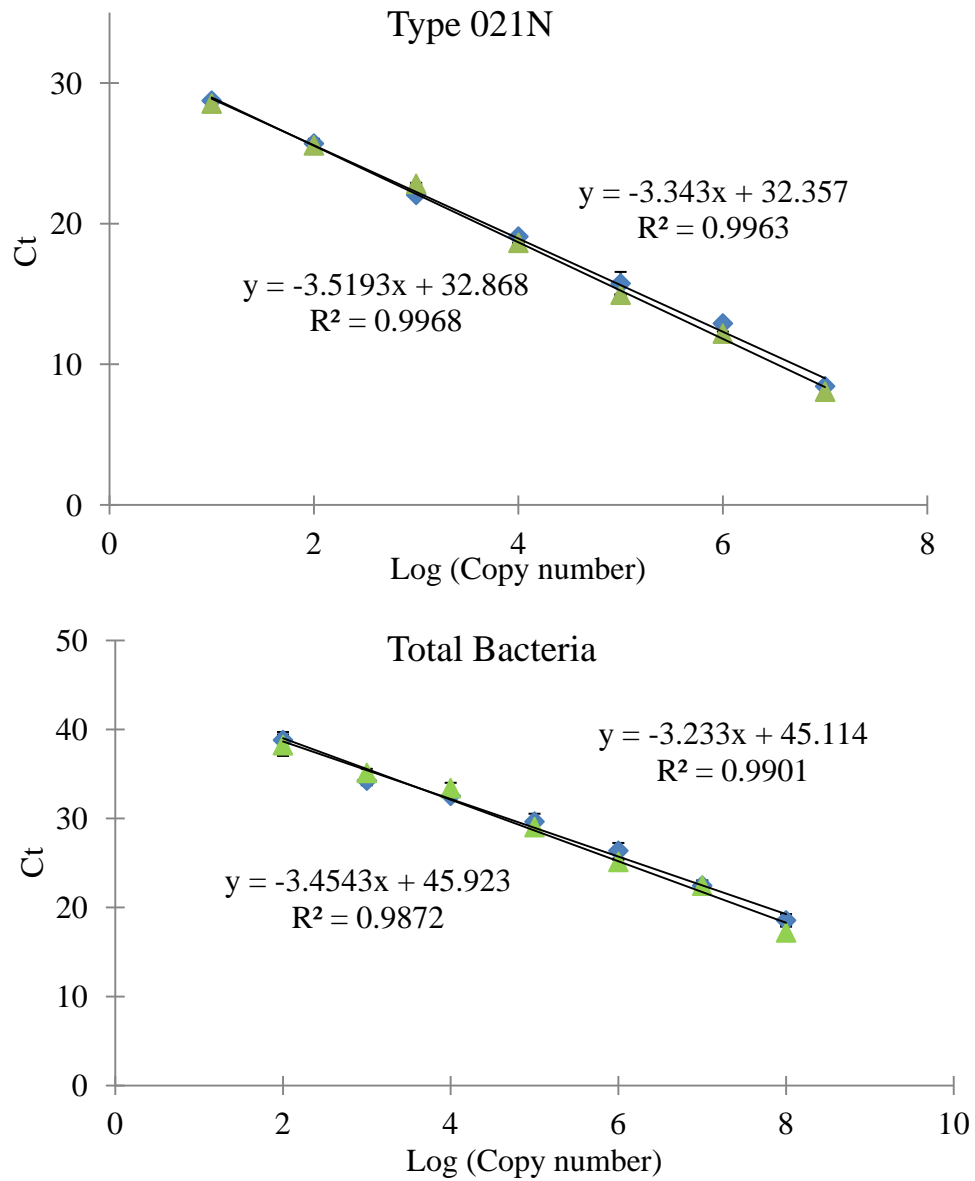 Type 021N
30
20
10
0
Ct
y = -3.343x + 32.357
R² = 0.9963
y = -3.5193x + 32.868
R² = 0.9968
0 2 4 6 8
Log (Copy number)
Total Bacteria
50
40
30
20
10
0
Ct
y = -3.233x + 45.114
R² = 0.9901
y = -3.4543x + 45.923
R² = 0.9872
0 2 4 6 8 10
Log (Copy number)